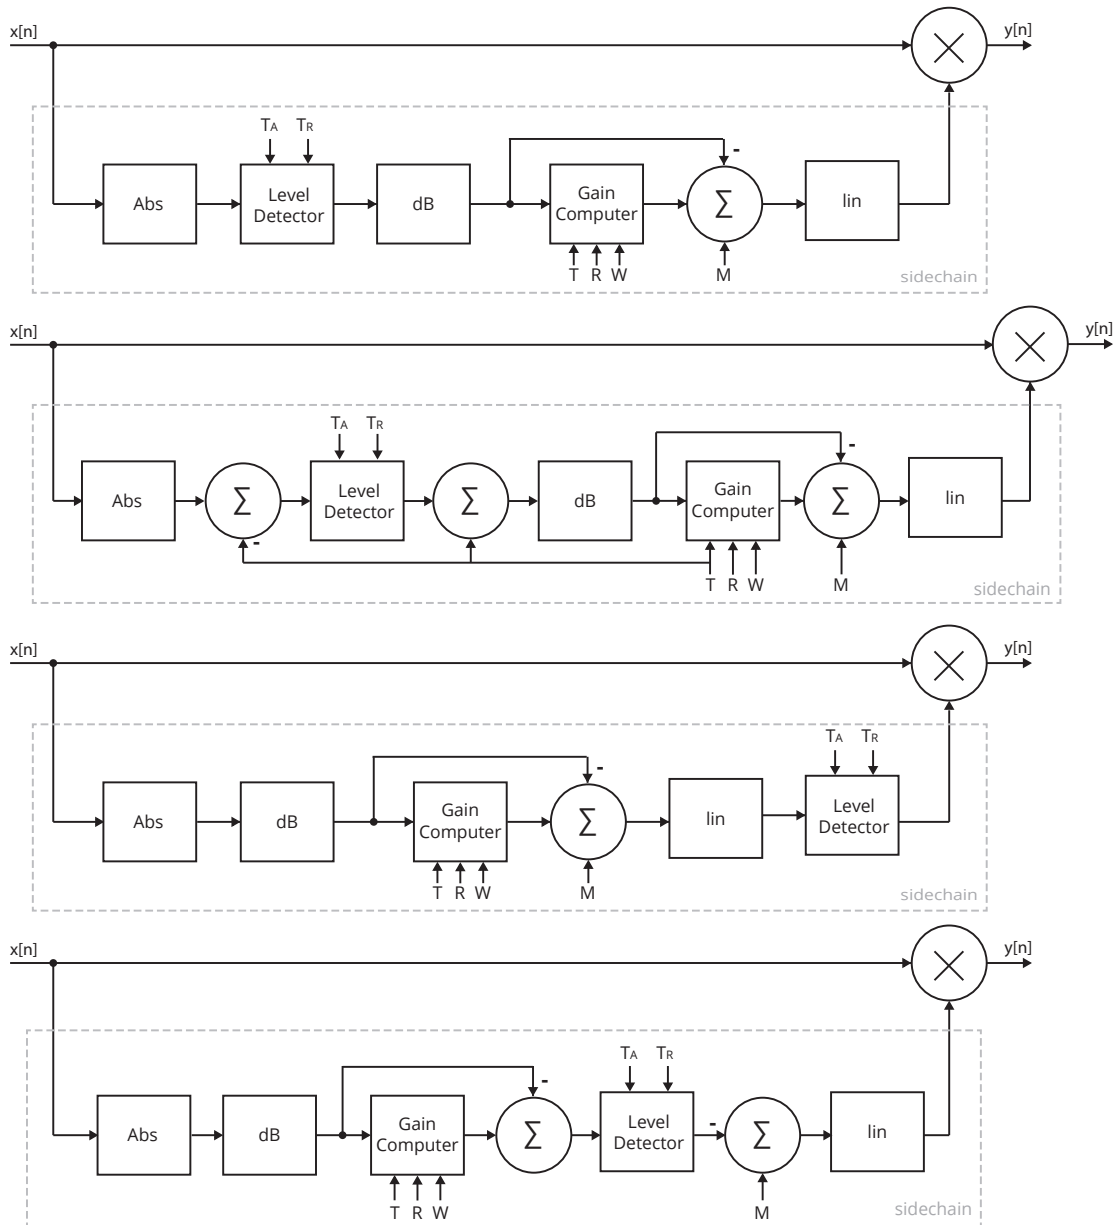 x[n]
y[n]
TA TR
Abs
Level Detector
dB
Gain Computer
-
Σ
lin
T R W
M
sidechain
x[n]
y[n]
TA TR
Abs
Σ
-
Level Detector
Σ
dB
Gain Computer
-
Σ
lin
T R W
M
sidechain
x[n]
y[n]
TA TR
Abs
dB
Gain Computer
-
Σ
lin
Level Detector
T R W
M
sidechain
x[n]
y[n]
TA TR
Abs
dB
Gain Computer
-
Σ
Level Detector
-
Σ
lin
T R W
M
sidechain